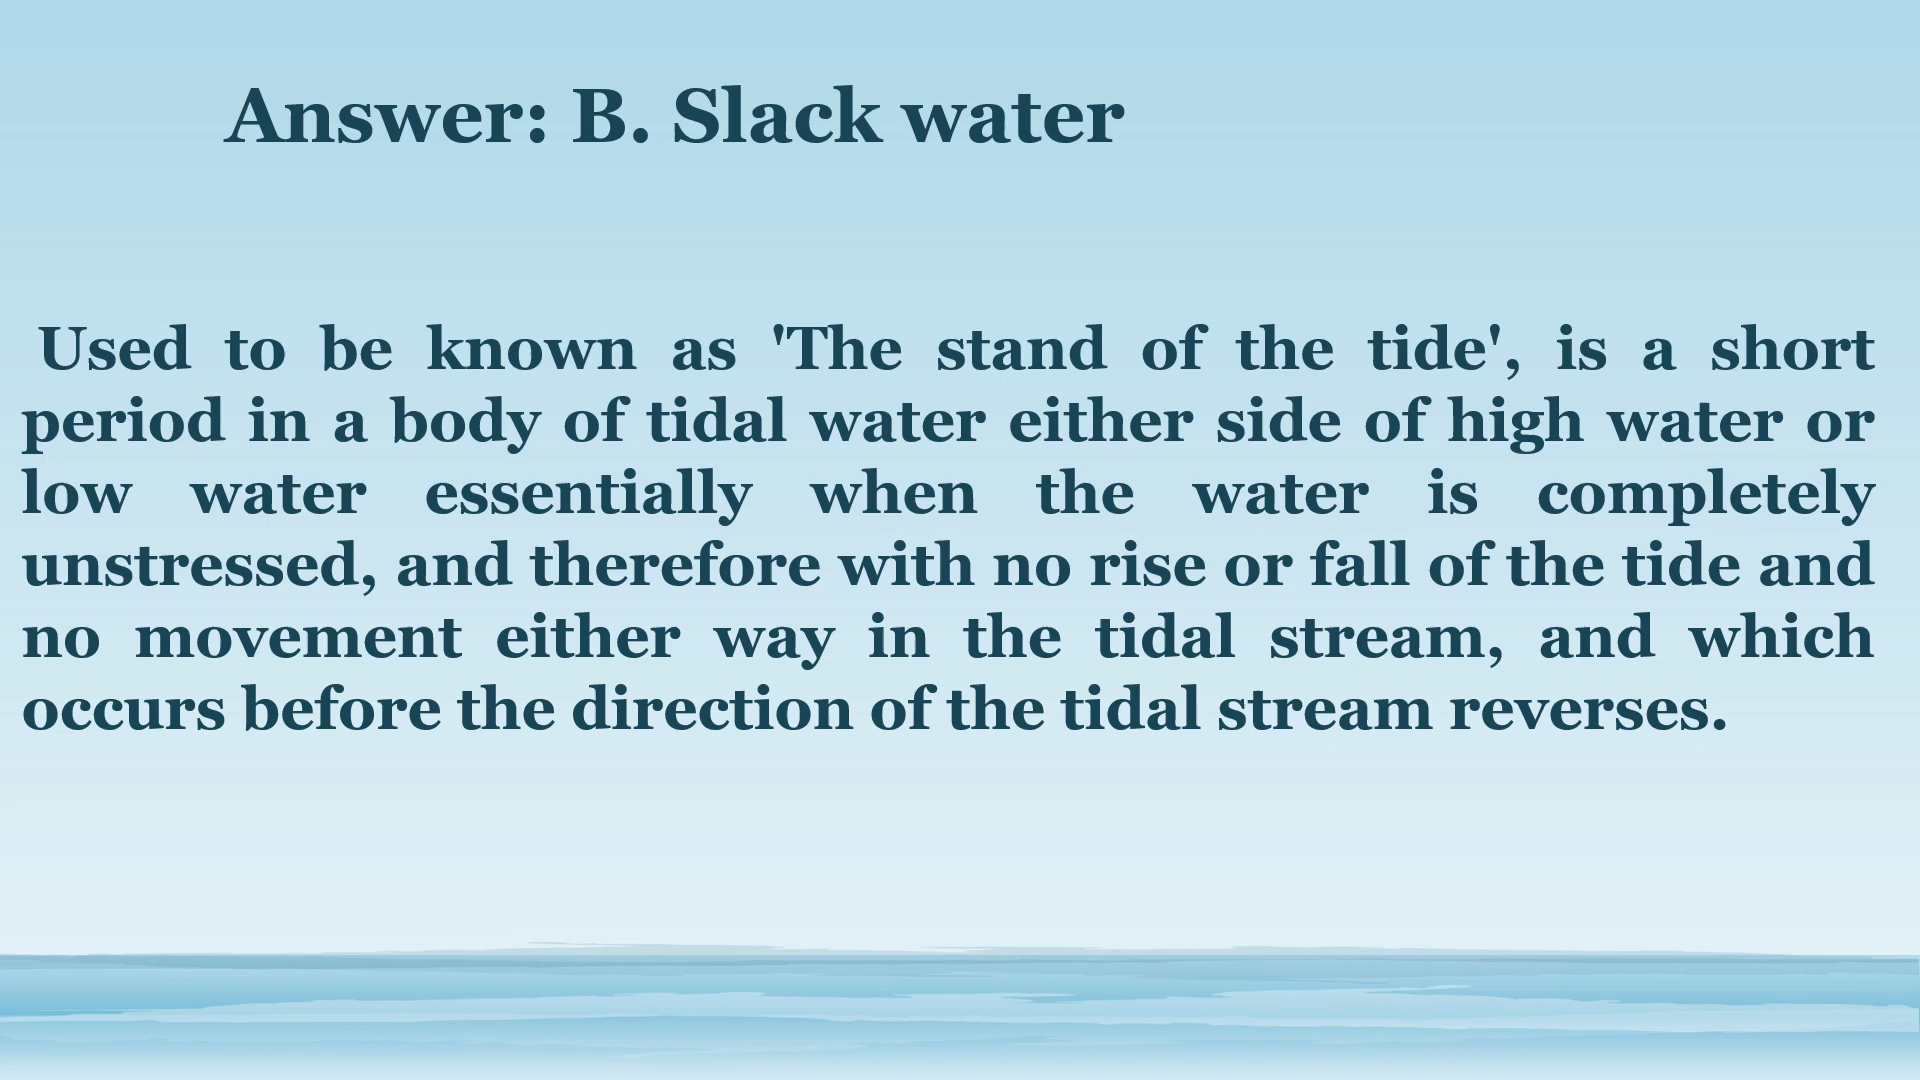 Answer: B. Slack water
Used to be known as 'The stand of the tide', is a short
period in a body of tidal water either side of high water or
low water essentially when the water is completely
unstressed, and therefore with no rise or fall of the tide and
no movement either way in the tidal stream, and which
occurs before the direction of the tidal stream reverses.